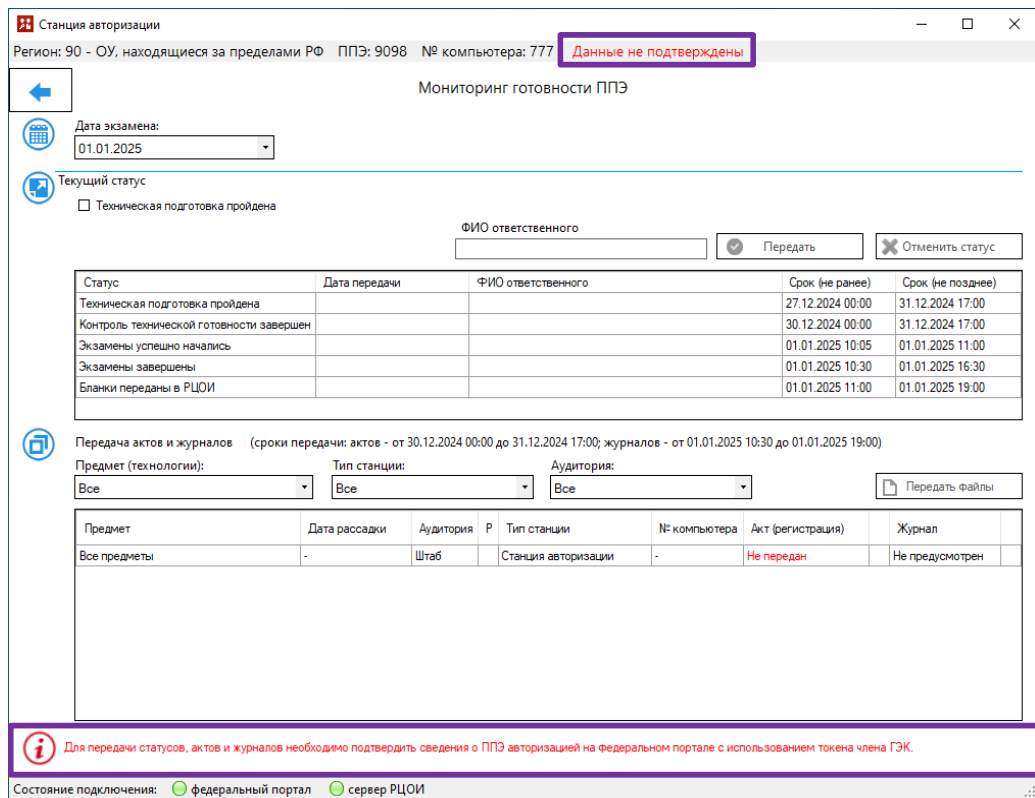 Станция авторизации
Регион: 90 - ОУ, находящиеся за пределами РФ ППЭ: 9098 № компьютера: 777 Данные не подтверждены
Мониторинг готовности ППЭ
Дата экзамена:
01.01.2025
Текущий статус
Техническая подготовка пройдена
ФИО ответственного
Передать Отменить статус
Статус Дата передачи ФИО ответственного Срок (не ранее) Срок (не позднее)
Техническая подготовка пройдена 27.12.2024 00:00 31.12.2024 17:00
Контроль технической готовности завершен 30.12.2024 00:00 31.12.2024 17:00
Экзамены успешно начались 01.01.2025 10:05 01.01.2025 11:00
Экзамены завершены 01.01.2025 10:30 01.01.2025 16:30
Бланки переданы в РЦОИ 01.01.2025 11:00 01.01.2025 19:00
Передача актов и журналов (сроки передачи: актов - от 30.12.2024 00:00 до 31.12.2024 17:00; журналов - от 01.01.2025 10:30 до 01.01.2025 19:00)
Предмет (технологии): Тип станции: Аудитория:
Все Все Все Передать файлы
Предмет Дата рассадки Аудитория Р Тип станции № компьютера Акт (регистрация) Журнал
Все предметы - Штаб Станция авторизации - Не передан Не предусмотрен
Для передачи статусов, актов и журналов необходимо подтвердить сведения о ППЭ авторизацией на федеральном портале с использованием токена члена ГЭК.
Состояние подключения: федеральный портал сервер РЦОИ